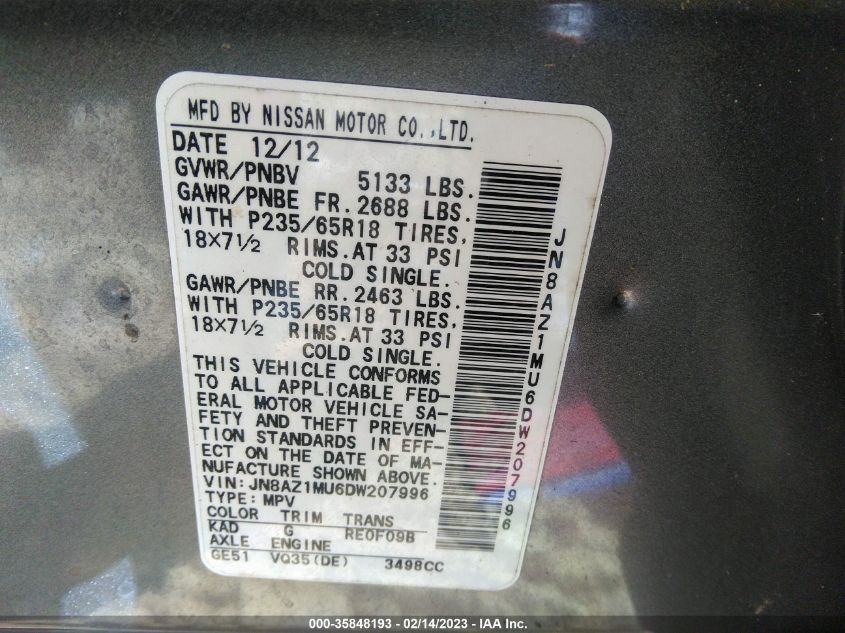 MFD BY NISSAN MOTOR CO.,LTD.
DATE 12/12
GVWR/PNBV 5133 LBS.
GAWR/PNBE FR. 2688 LBS.
WITH P235/65R18 TIRES,
18×7½ RIMS.AT 33 PSI
COLD SINGLE.
GAWR/PNBE RR. 2463 LBS.
WITH P235/65R18 TIRES,
18×7½ RIMS.AT 33 PSI
COLD SINGLE.
THIS VEHICLE CONFORMS
TO ALL APPLICABLE FED-
ERAL MOTOR VEHICLE SA-
FETY AND THEFT PREVEN-
TION STANDARDS IN EFF-
ECT ON THE DATE OF MA-
NUFACTURE SHOWN ABOVE.
VIN: JN8AZ1MU6DW207996
TYPE: MPV
COLOR TRIM TRANS
KAD G RE0F09B
AXLE ENGINE
GE51 VQ35(DE) 3498CC
JN8AZ1MU6DW207996
000-35848193 - 02/14/2023 - IAA Inc.